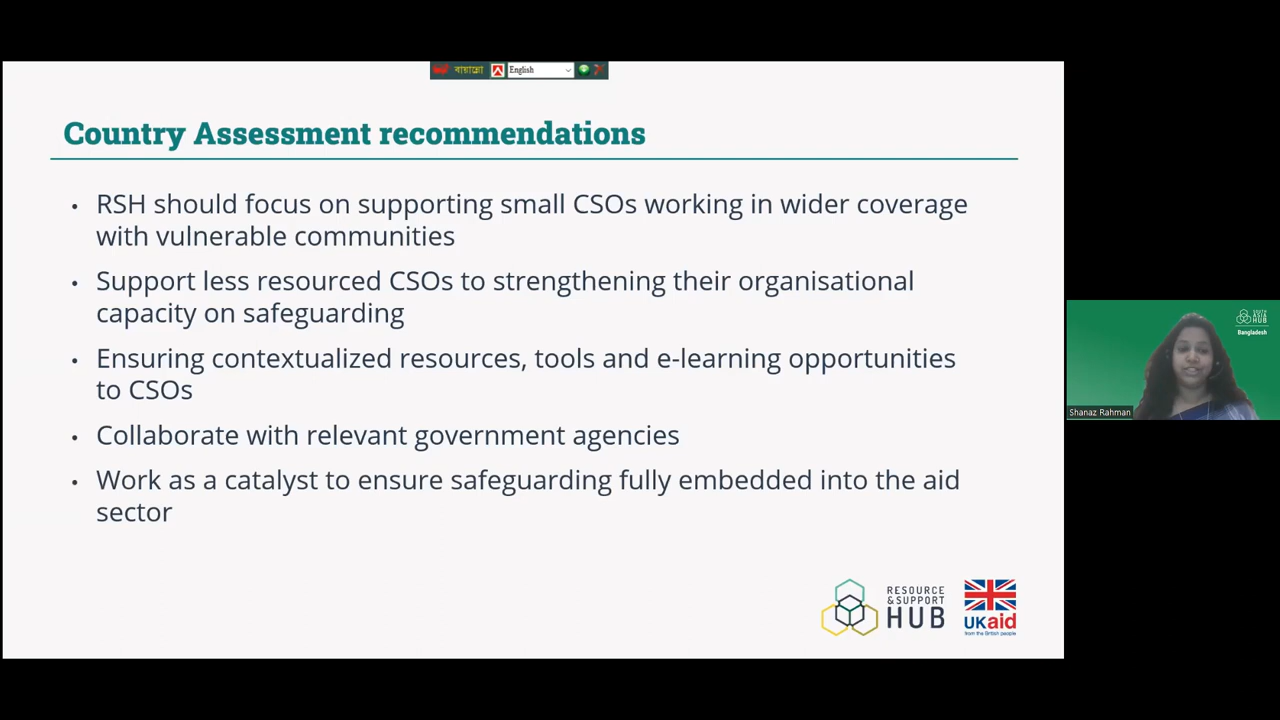 বায়ান্নো
English
Country Assessment recommendations
• RSH should focus on supporting small CSOs working in wider coverage
with vulnerable communities
• Support less resourced CSOs to strengthening their organisational
capacity on safeguarding
• Ensuring contextualized resources, tools and e-learning opportunities
to CSOs
• Collaborate with relevant government agencies
• Work as a catalyst to ensure safeguarding fully embedded into the aid
sector
RESOURCE
&SUPPORT
HUB
UKaid
from the British people
HUB
Bangladesh
Shanaz Rahman